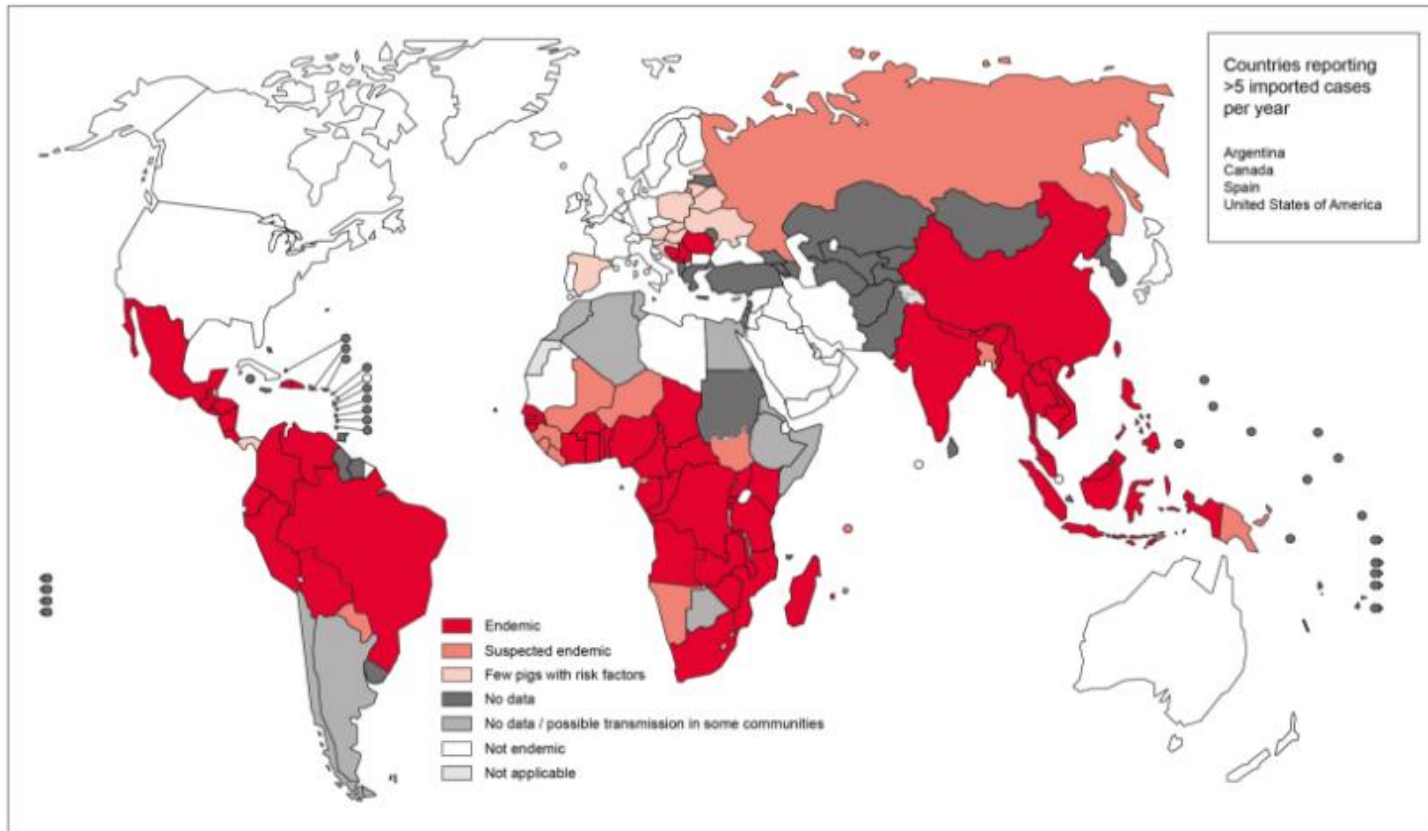 Countries reporting
>5 imported cases
per year
Argentina
Canada
Spain
United States of America
Endemic
Suspected endemic
Few pigs with risk factors
No data
No data / possible transmission in some communities
Not endemic
Not applicable